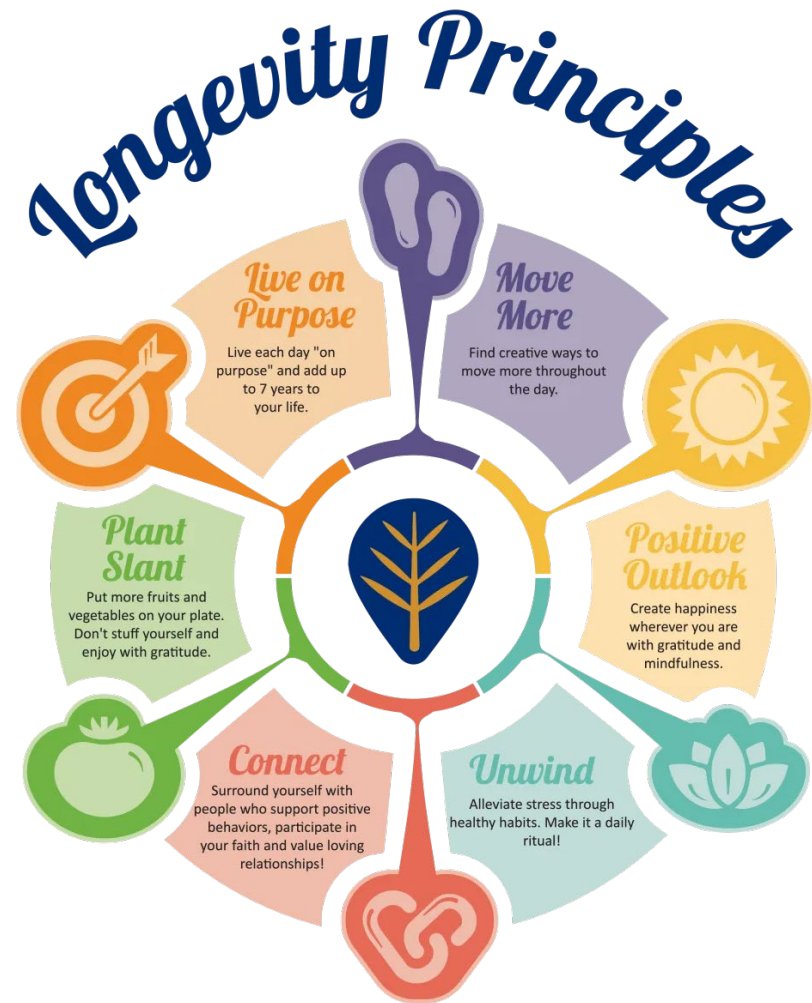 Longevity Principles
Live on
Purpose
Live each day "on
purpose" and add up
to 7 years to
your life.
Move
More
Find creative ways to
move more throughout
the day.
Plant
Slant
Put more fruits and
vegetables on your plate.
Don't stuff yourself and
enjoy with gratitude.
Positive
Outlook
Create happiness
wherever you are
with gratitude and
mindfulness.
Connect
Surround yourself with
people who support positive
behaviors, participate in
your faith and value loving
relationships!
Unwind
Alleviate stress through
healthy habits. Make it a daily
ritual!